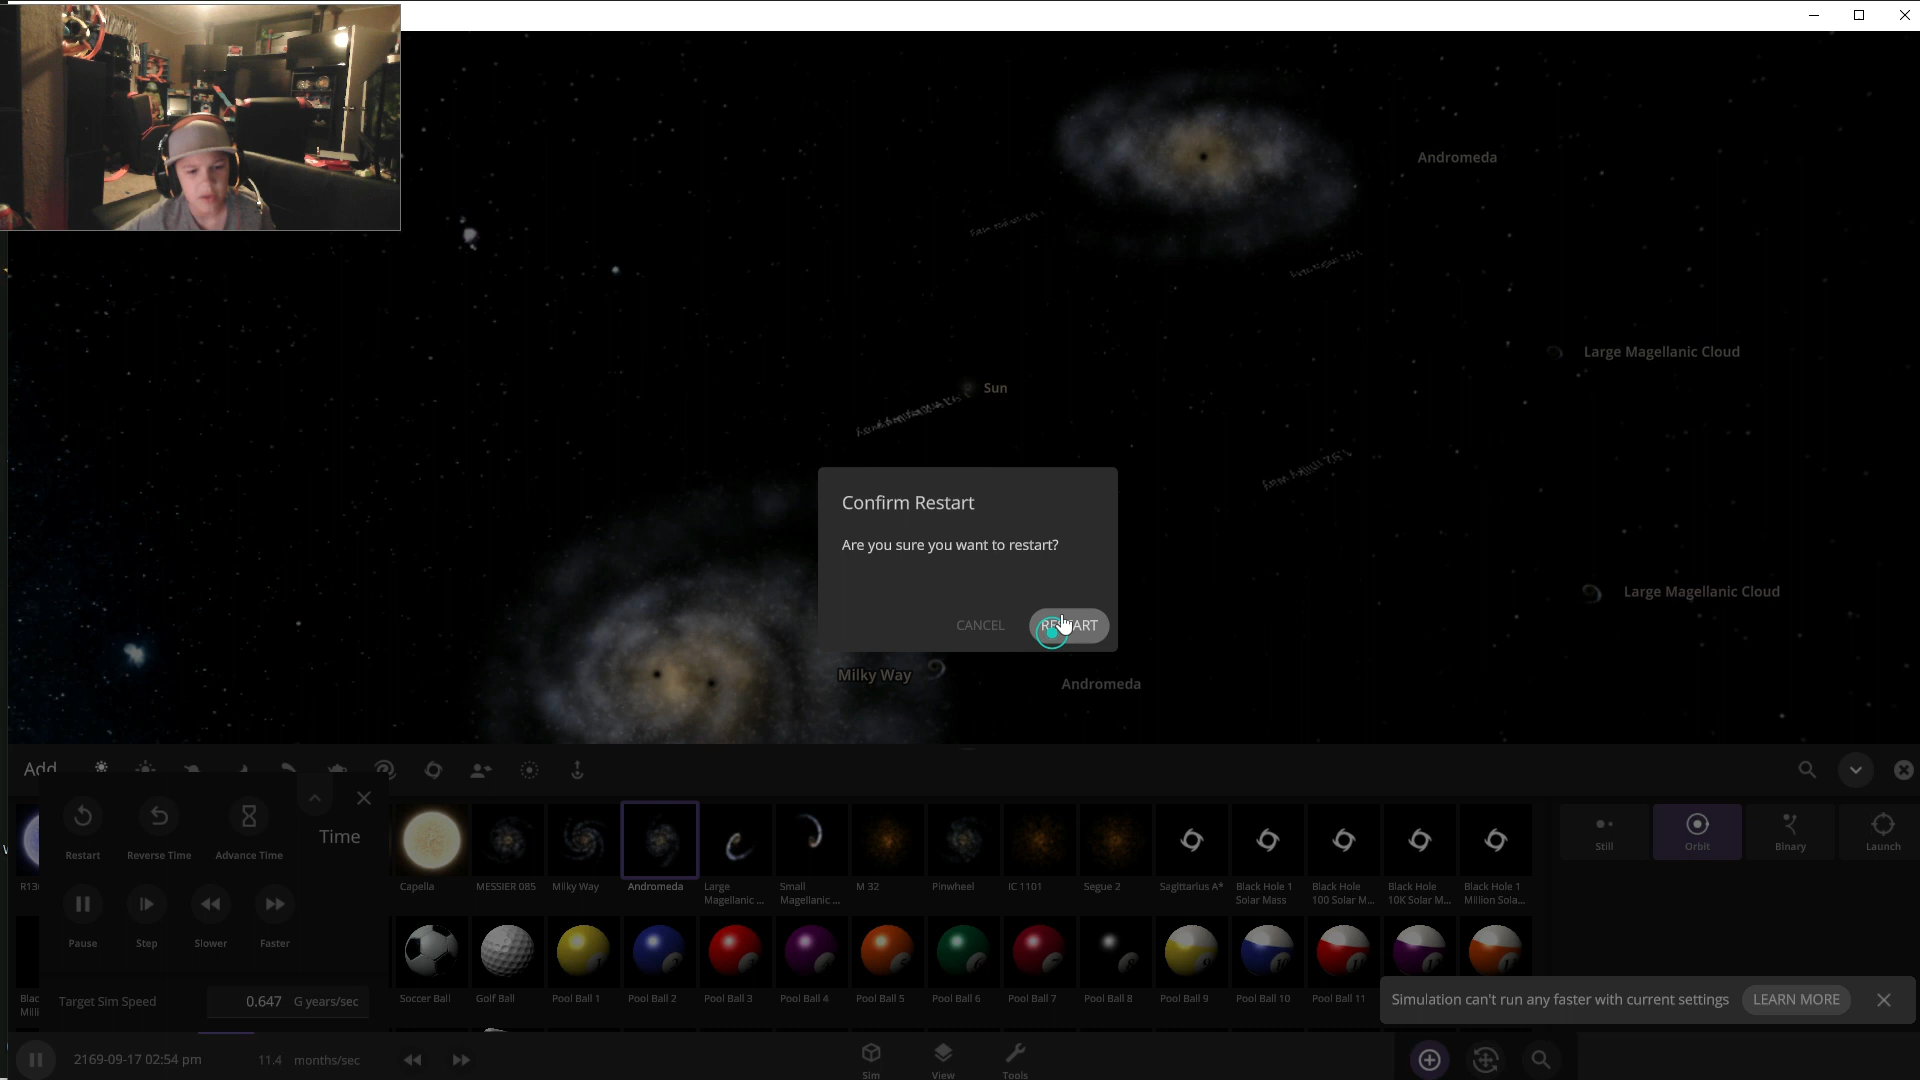 Andromeda
Large Magellanic Cloud
Sun
Confirm Restart
Are you sure you want to restart?
Large Magellanic Cloud
CANCEL
RESTART
Milky Way
Andromeda
Add
Time
Restart
Reverse Time
Advance Time
Still
Orbit
Binary
Launch
Capella
MESSIER 085
Milky Way
Andromeda
Large
Magellanic ...
Small
Magellanic ...
M 32
Pinwheel
IC 1101
Segue 2
Sagittarius A*
Black Hole 1
Solar Mass
Black Hole
100 Solar M...
Black Hole
10K Solar M...
Black Hole 1
Million Sola...
Pause
Step
Slower
Faster
Target Sim Speed
0.647 G years/sec
Soccer Ball
Golf Ball
Pool Ball 1
Pool Ball 2
Pool Ball 3
Pool Ball 4
Pool Ball 5
Pool Ball 6
Pool Ball 7
Pool Ball 8
Pool Ball 9
Pool Ball 10
Pool Ball 11
Simulation can't run any faster with current settings
LEARN MORE
2169-09-17 02:54 pm
11.4 months/sec
Sim
View
Tools